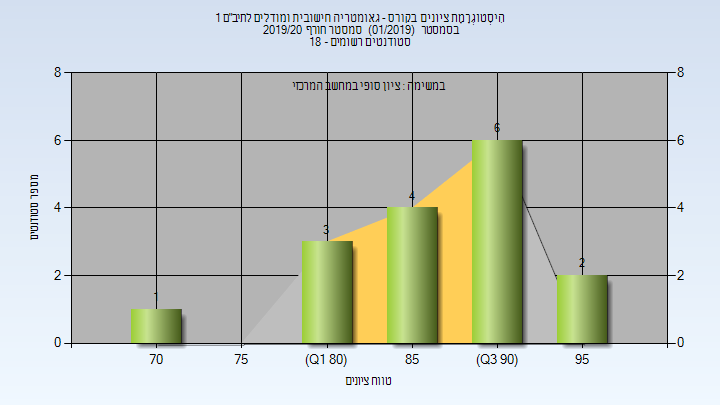 היסטוגרמת ציונים בקורס - גאומטריה חישובית ומודלים לתיב"ם 1
בסמסטר (01/2019) סמסטר חורף 2019/20
סטודנטים רשומים - 18
במשימה : ציון סופי במחשב המרכזי
8 8
6 6
4 4
2 2
0 0
1 3 4 6 2
מספר סטודנטים
70 75 (Q1 80) 85 (Q3 90) 95
טווח ציונים